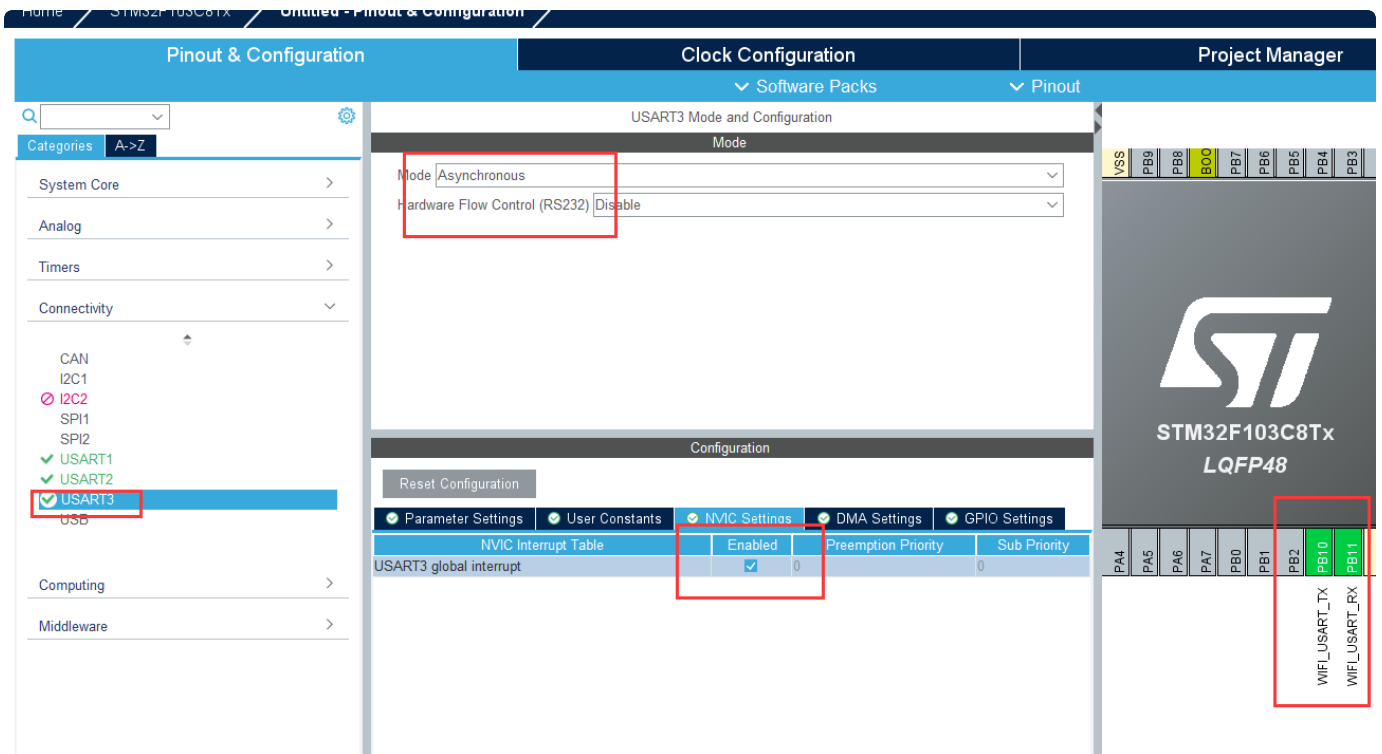 Home STM32F103C8Tx Untitled - Pinout & Configuration
Pinout & Configuration Clock Configuration Project Manager
Software Packs Pinout
USART3 Mode and Configuration
Categories A->Z
System Core
Analog
Timers
Connectivity
CAN
I2C1
I2C2
SPI1
SPI2
USART1
USART2
USART3
USB
Computing
Middleware
Mode
Mode Asynchronous
Hardware Flow Control (RS232) Disable
Configuration
Reset Configuration
Parameter Settings User Constants NVIC Settings DMA Settings GPIO Settings
NVIC Interrupt Table Enabled Preemption Priority Sub Priority
USART3 global interrupt 0 0
VSS PB9 PB8 BOO PB7 PB6 PB5 PB4 PB3
ST
STM32F103C8Tx
LQFP48
PA4 PA5 PA6 PA7 PB0 PB1 PB2 PB10 PB11
WIFI_USART_TX
WIFI_USART_RX